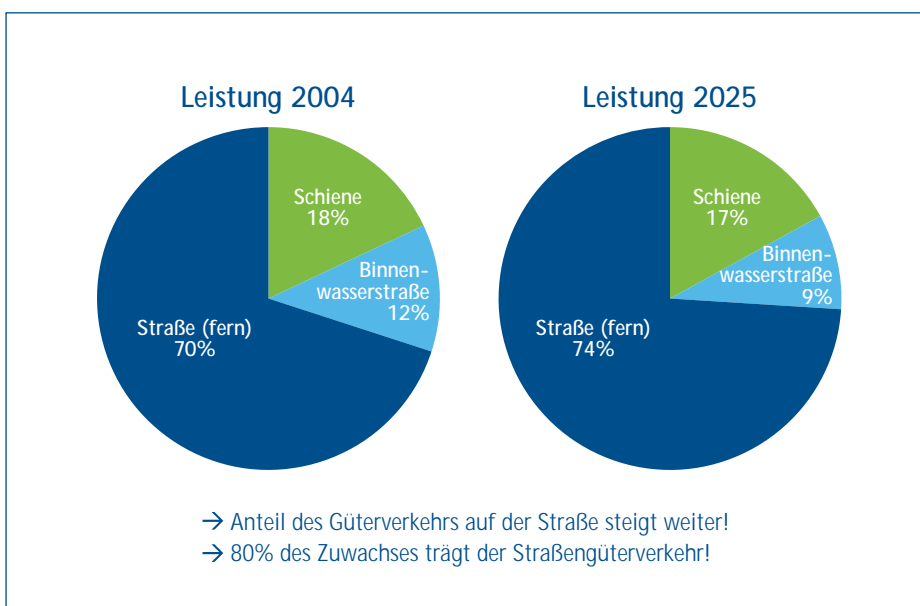 Leistung 2004
Schiene
18%
Binnen-
wasserstraße
12%
Straße (fern)
70%
Leistung 2025
Schiene
17%
Binnen-
wasserstraße
9%
Straße (fern)
74%
→ Anteil des Güterverkehrs auf der Straße steigt weiter!
→ 80% des Zuwachses trägt der Straßengüterverkehr!